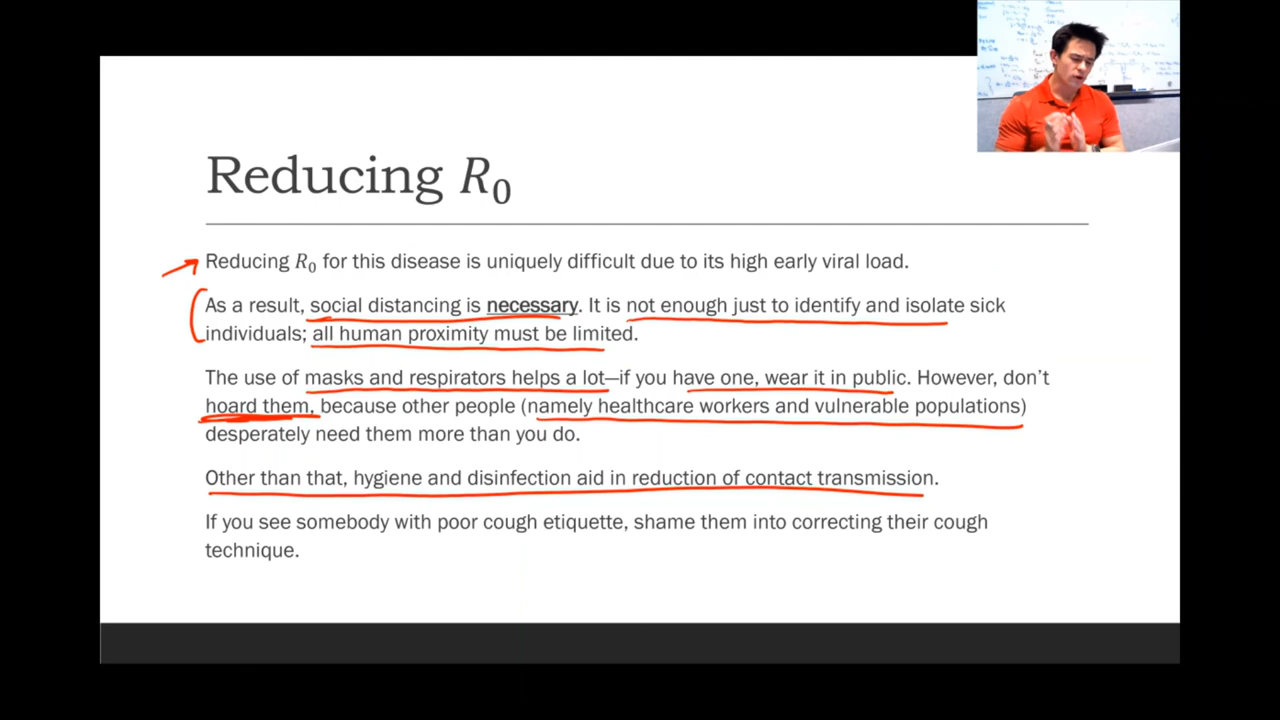 Reducing R0
Reducing R0 for this disease is uniquely difficult due to its high early viral load.
As a result, social distancing is necessary. It is not enough just to identify and isolate sick
individuals; all human proximity must be limited.
The use of masks and respirators helps a lot—if you have one, wear it in public. However, don't
hoard them, because other people (namely healthcare workers and vulnerable populations)
desperately need them more than you do.
Other than that, hygiene and disinfection aid in reduction of contact transmission.
If you see somebody with poor cough etiquette, shame them into correcting their cough
technique.